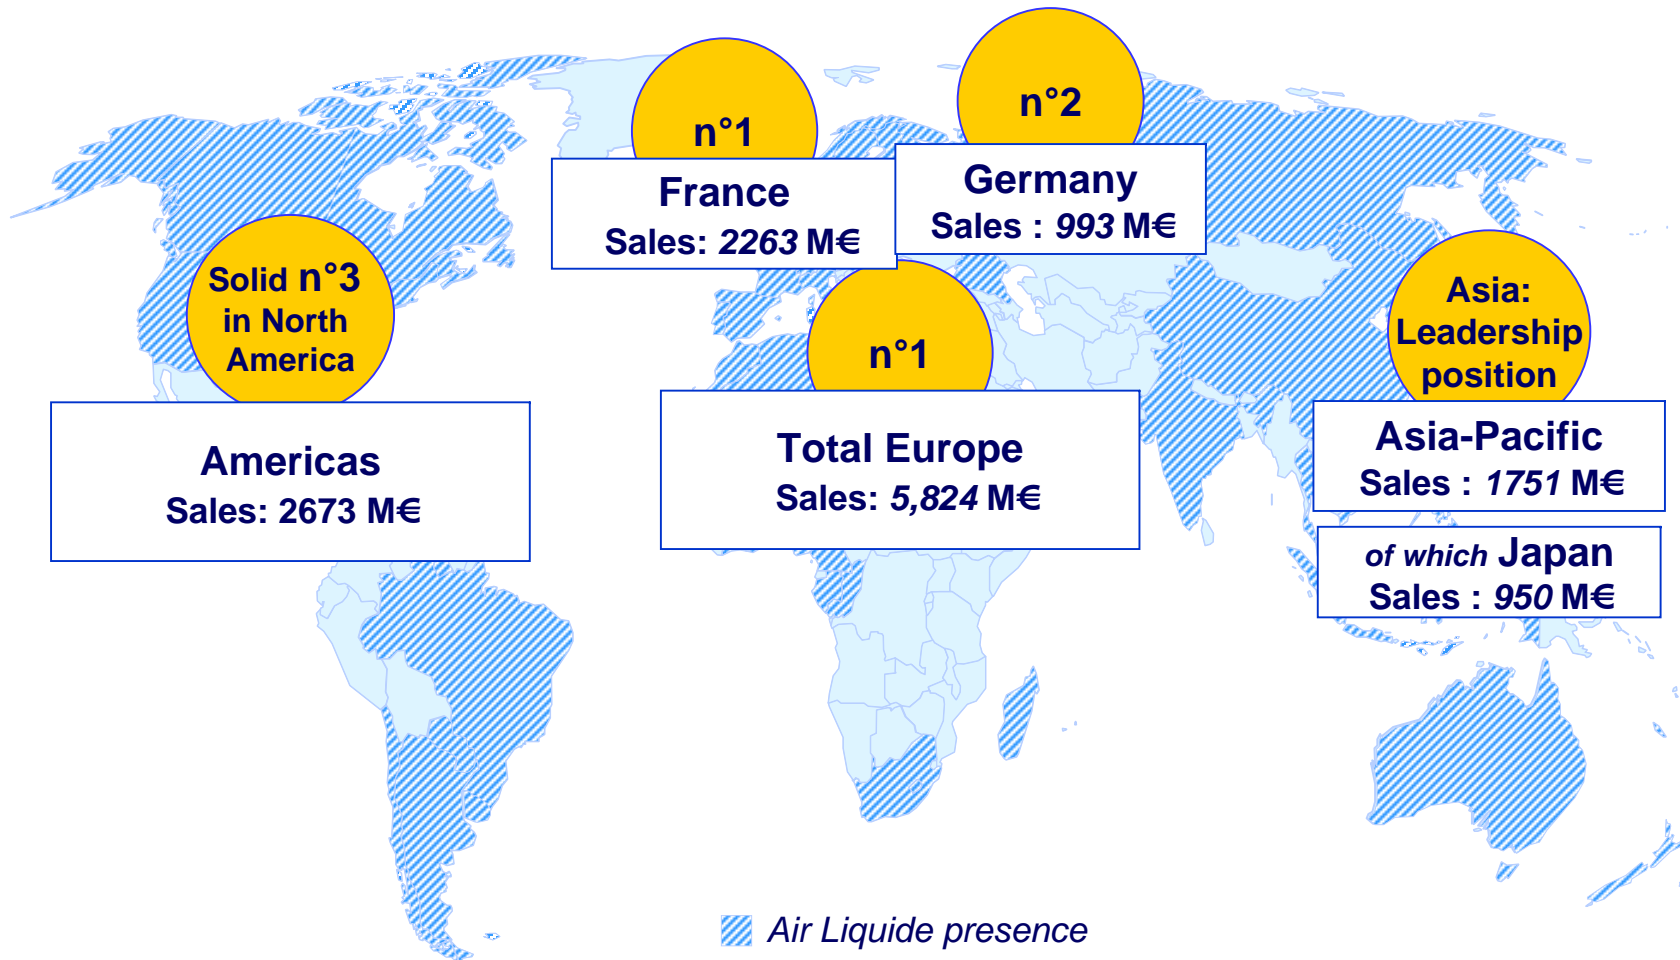 n°1
France
Sales: 2263 M€
n°2
Germany
Sales : 993 M€
Solid n°3
in North
America
Americas
Sales: 2673 M€
n°1
Total Europe
Sales: 5,824 M€
Asia:
Leadership
position
Asia-Pacific
Sales : 1751 M€
of which Japan
Sales : 950 M€
Air Liquide presence